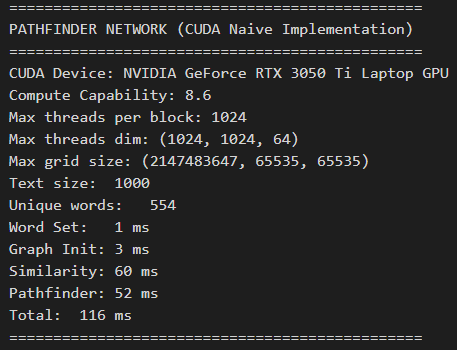 ===============================================
PATHFINDER NETWORK (CUDA Naive Implementation)
===============================================
CUDA Device: NVIDIA GeForce RTX 3050 Ti Laptop GPU
Compute Capability: 8.6
Max threads per block: 1024
Max threads dim: (1024, 1024, 64)
Max grid size: (2147483647, 65535, 65535)
Text size:  1000
Unique words:   554
Word Set:   1 ms
Graph Init: 3 ms
Similarity: 60 ms
Pathfinder: 52 ms
Total:  116 ms
===============================================